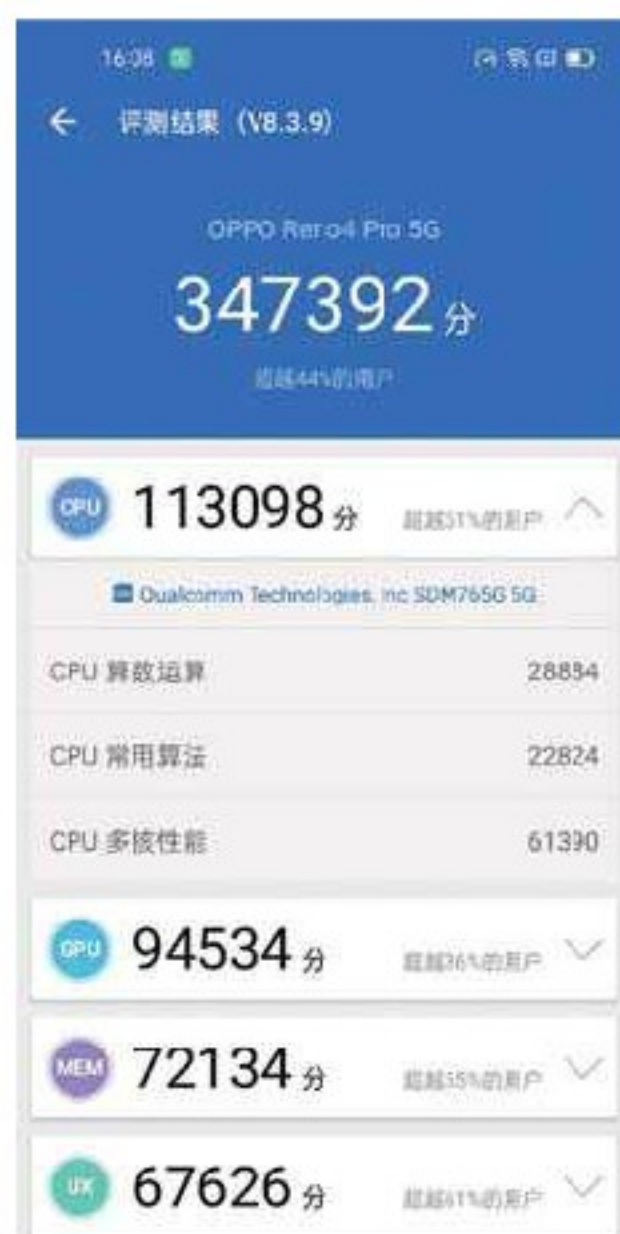 16:08
评测结果 (V8.3.9)
OPPO Reno4 Pro 5G
347392分
超越44%的用户
CPU 113098分 超越51%的用户
Qualcomm Technologies, Inc SDM765G 5G
CPU 算数运算 28884
CPU 常用算法 22824
CPU 多核性能 61390
GPU 94534分 超越36%的用户
MEM 72134分 超越55%的用户
UX 67626分 超越61%的用户